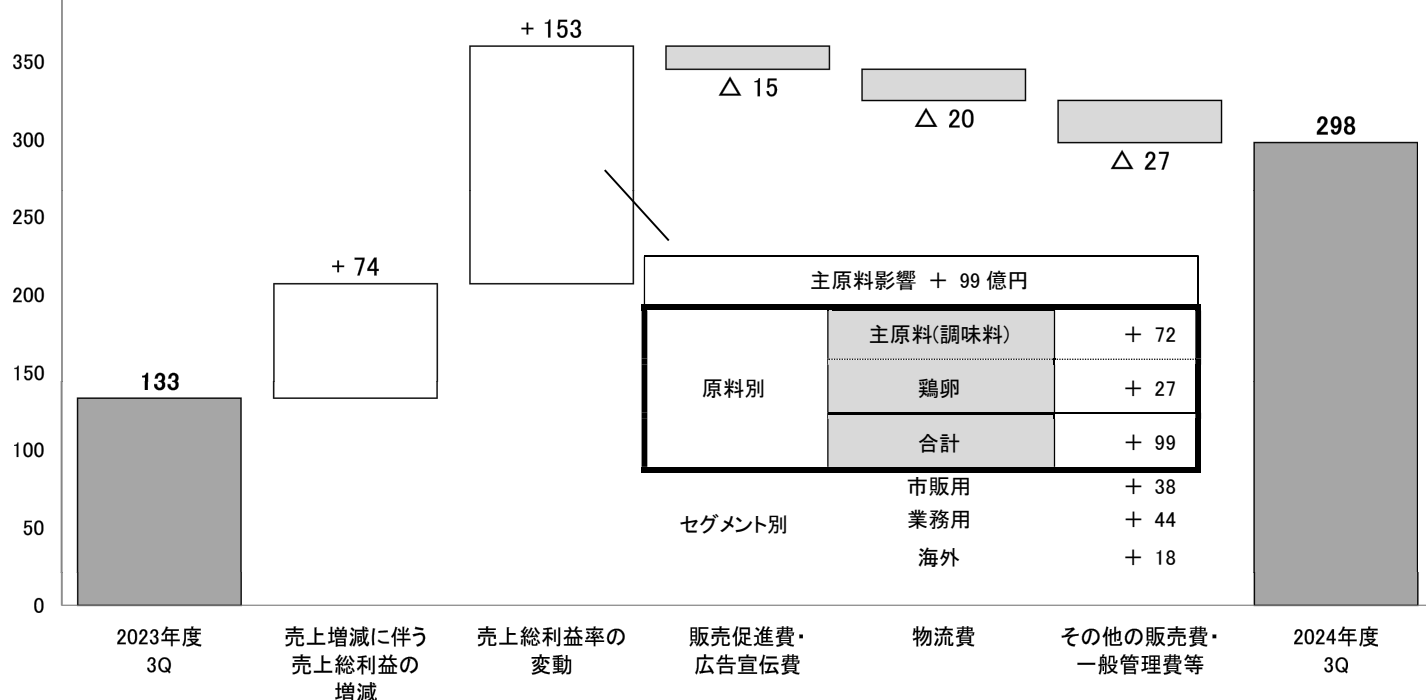 350
300
250
200
150
100
50
0
133
+ 74
+ 153
△ 15
△ 20
△ 27
298
主原料影響 + 99 億円
原料別
主原料(調味料) + 72
鶏卵 + 27
合計 + 99
セグメント別
市販用 + 38
業務用 + 44
海外 + 18
2023年度
3Q
売上増減に伴う
売上総利益の
増減
売上総利益率の
変動
販売促進費・
広告宣伝費
物流費
その他の販売費・
一般管理費等
2024年度
3Q